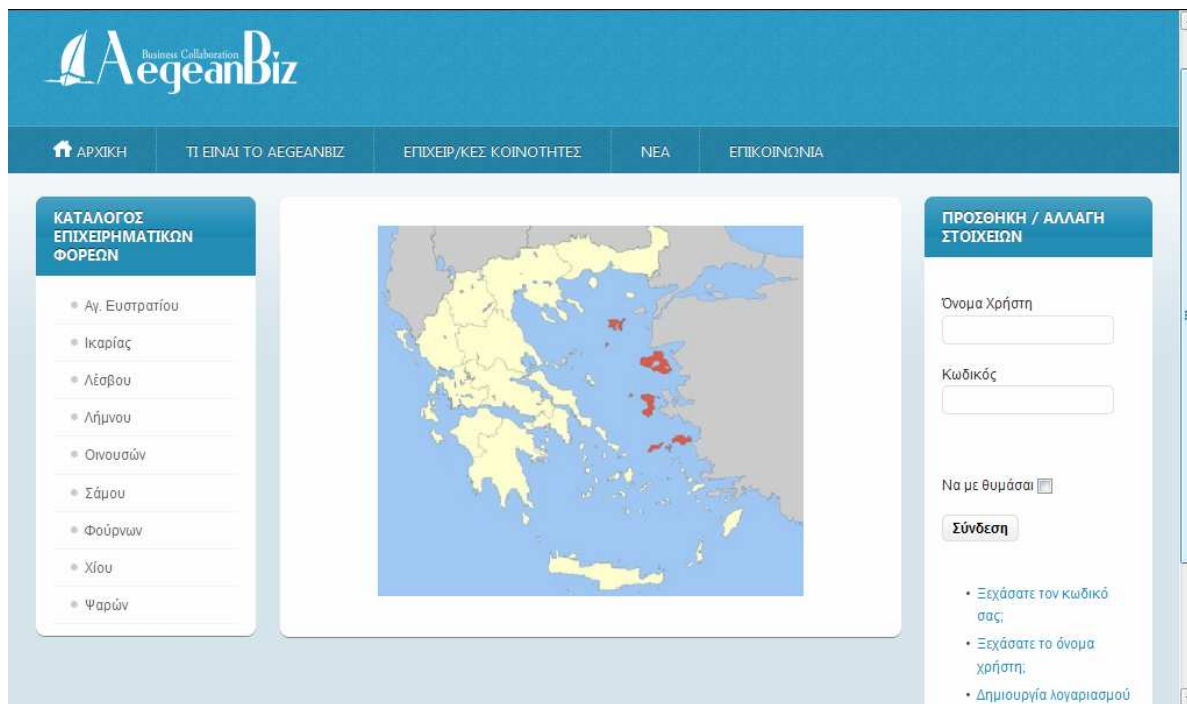 Business Collaboration
AegeanBiz
ΑΡΧΙΚΗ
ΤΙ ΕΙΝΑΙ ΤΟ AEGEANBIZ
ΕΠΙΧΕΙΡ/ΚΕΣ ΚΟΙΝΟΤΗΤΕΣ
ΝΕΑ
ΕΠΙΚΟΙΝΩΝΙΑ
ΚΑΤΑΛΟΓΟΣ
ΕΠΙΧΕΙΡΗΜΑΤΙΚΩΝ
ΦΟΡΕΩΝ
Αγ. Ευστρατίου
Ικαρίας
Λέσβου
Λήμνου
Οινουσών
Σάμου
Φούρνων
Χίου
Ψαρών
ΠΡΟΣΘΗΚΗ / ΑΛΛΑΓΗ
ΣΤΟΙΧΕΙΩΝ
Όνομα Χρήστη
Κωδικός
Να με θυμάσαι
Σύνδεση
Ξεχάσατε τον κωδικό
σας;
Ξεχάσατε το όνομα
χρήστη;
Δημιουργία λογαριασμού